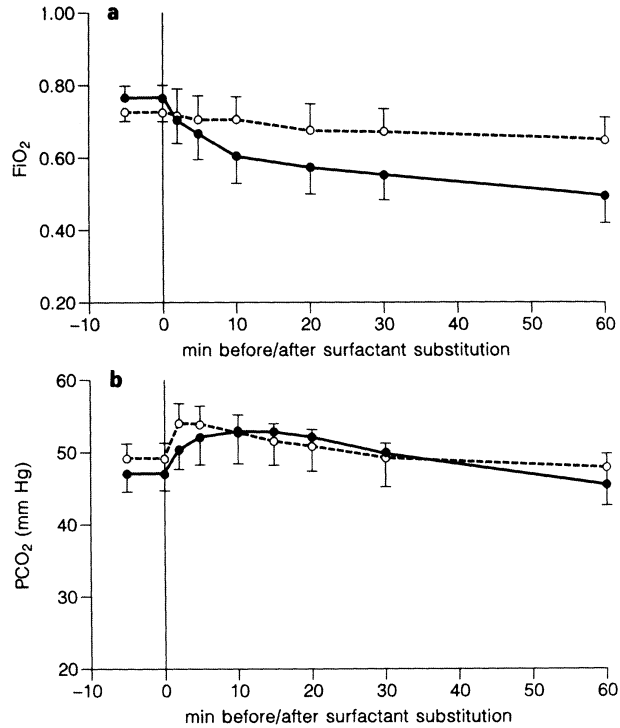 a
1.00
0.80
0.60
0.40
0.20
FiO2
−10 0 10 20 30 40 50 60
min before/after surfactant substitution
b
60
50
40
30
20
PCO2 (mm Hg)
−10 0 10 20 30 40 50 60
min before/after surfactant substitution